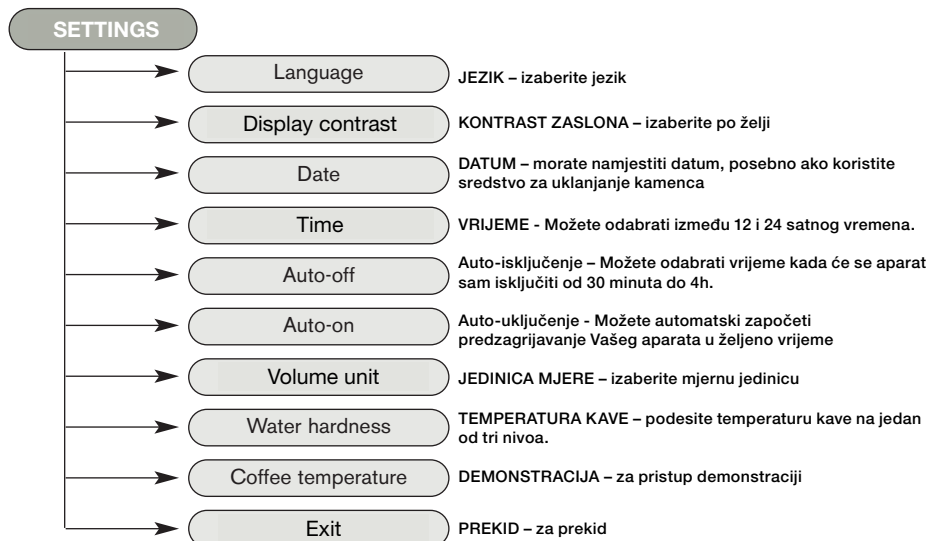 SETTINGS
Language
JEZIK – izaberite jezik
Display contrast
KONTRAST ZASLONA – izaberite po želji
Date
DATUM – morate namjestiti datum, posebno ako koristite
sredstvo za uklanjanje kamenca
Time
VRIJEME - Možete odabrati između 12 i 24 satnog vremena.
Auto-off
Auto-isključenje – Možete odabrati vrijeme kada će se aparat
sam isključiti od 30 minuta do 4h.
Auto-on
Auto-uključenje - Možete automatski započeti
predzagrijavanje Vašeg aparata u željeno vrijeme
Volume unit
JEDINICA MJERE – izaberite mjernu jedinicu
Water hardness
TEMPERATURA KAVE – podesite temperaturu kave na jedan
od tri nivoa.
Coffee temperature
DEMONSTRACIJA – za pristup demonstraciji
Exit
PREKID – za prekid